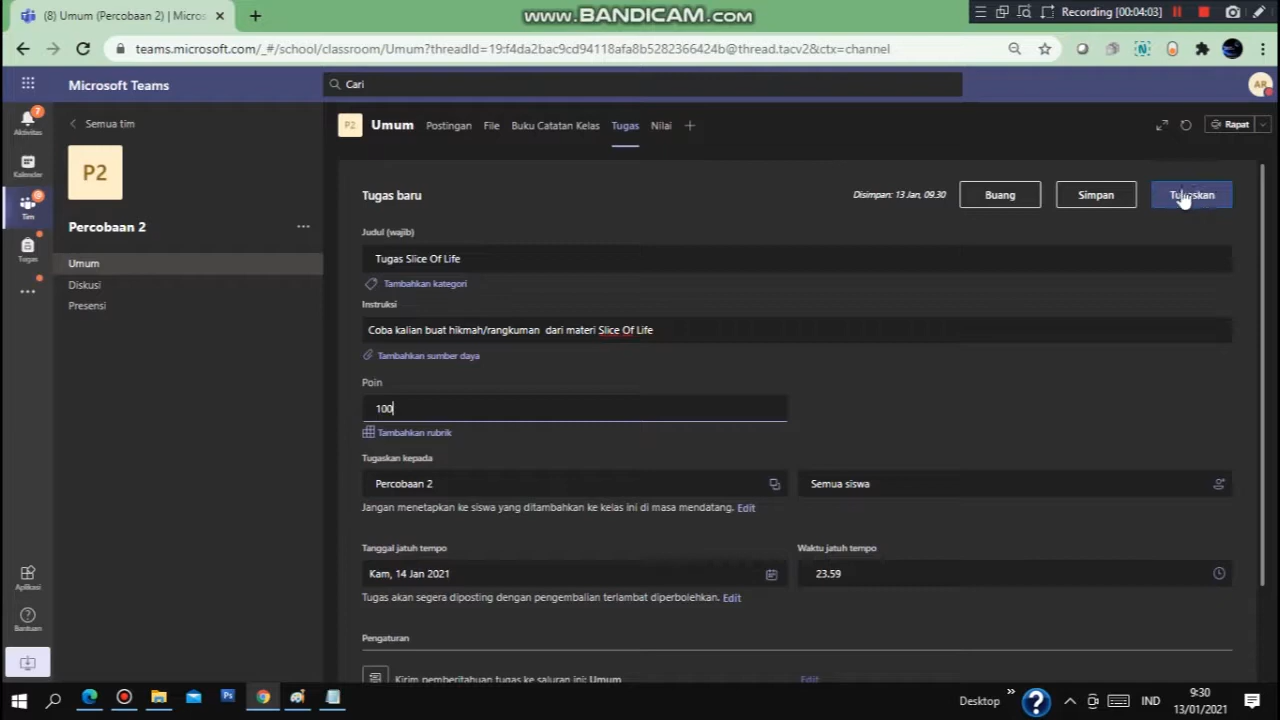 (8) Umum (Percobaan 2) | Micros
www.BANDICAM.com
Recording [00:04:03]
teams.microsoft.com/_#/school/classroom/Umum?threadId=19:f4da2bac9cd94118afa8b5282366424b@thread.tacv2&ctx=channel
Microsoft Teams
Cari
AR
Aktivitas
7
Kalender
Tim
Tugas
Aplikasi
Bantuan
Semua tim
P2
Percobaan 2
Umum
Diskusi
Presensi
P2
Umum
Postingan
File
Buku Catatan Kelas
Tugas
Nilai
Rapat
Tugas baru
Disimpan: 13 Jan, 09.30
Buang
Simpan
Tugaskan
Judul (wajib)
Tugas Slice Of Life
Tambahkan kategori
Instruksi
Coba kalian buat hikmah/rangkuman dari materi Slice Of Life
Tambahkan sumber daya
Poin
100
Tambahkan rubrik
Tugaskan kepada
Percobaan 2
Semua siswa
Jangan menetapkan ke siswa yang ditambahkan ke kelas ini di masa mendatang. Edit
Tanggal jatuh tempo
Waktu jatuh tempo
Kam, 14 Jan 2021
23.59
Tugas akan segera diposting dengan pengembalian terlambat diperbolehkan. Edit
Pengaturan
Kirim pemberitahuan tugas ke saluran ini: Umum
Edit
Ps
Desktop
IND
9:30
13/01/2021